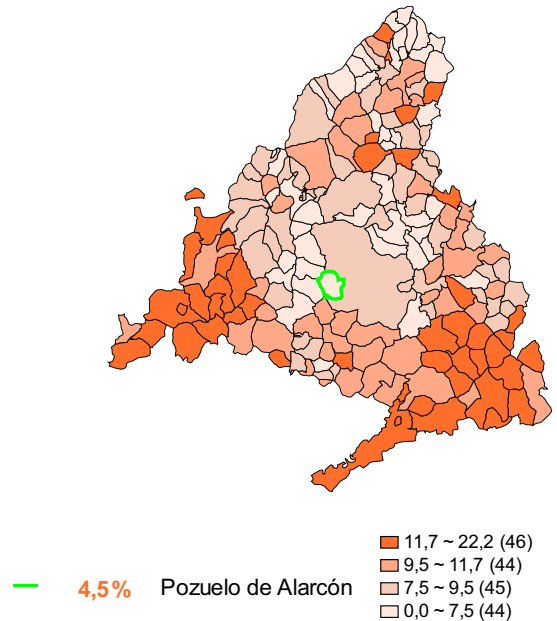 11,7 ~ 22,2 (46)
9,5 ~ 11,7 (44)
4,5% Pozuelo de Alarcón
7,5 ~ 9,5 (45)
0,0 ~ 7,5 (44)